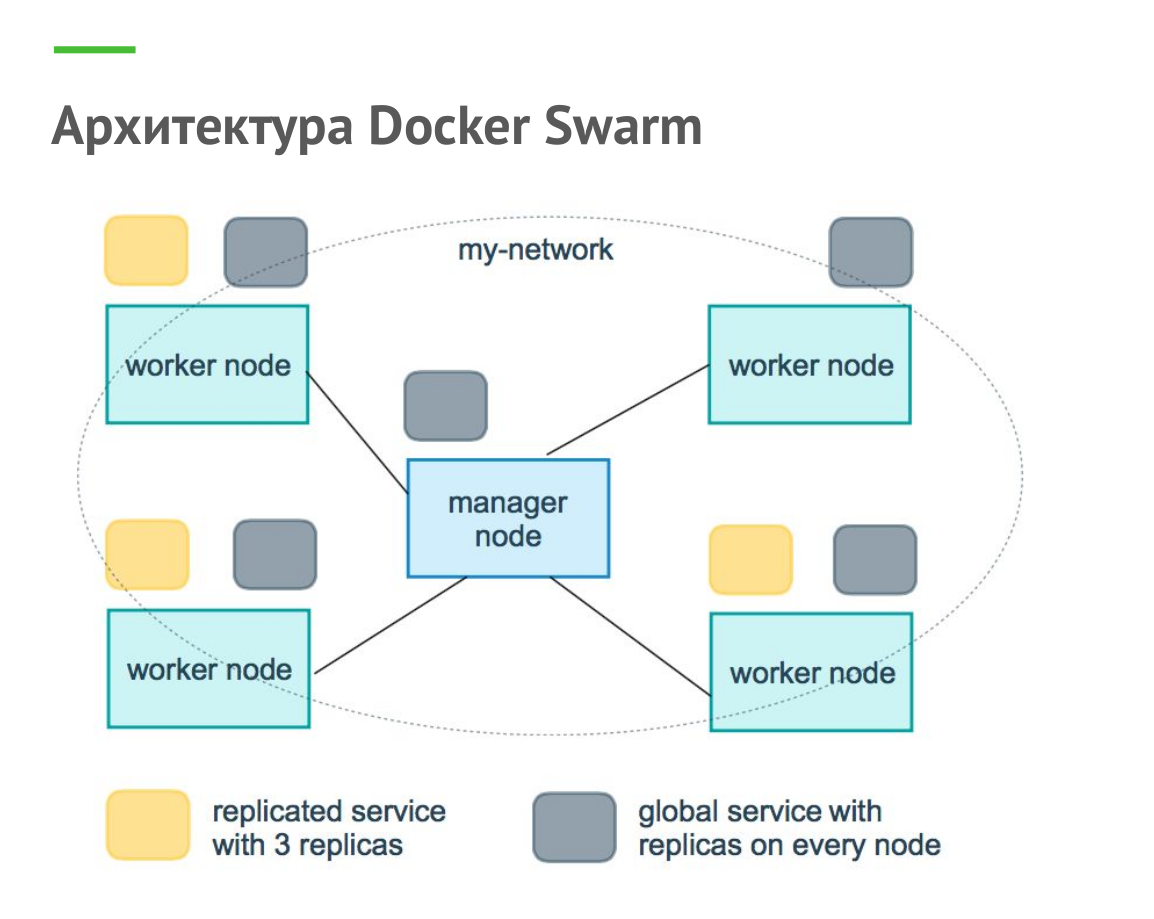 Архитектура Docker Swarm
my-network
worker node
worker node
manager
node
worker node
worker node
replicated service
with 3 replicas
global service with
replicas on every node